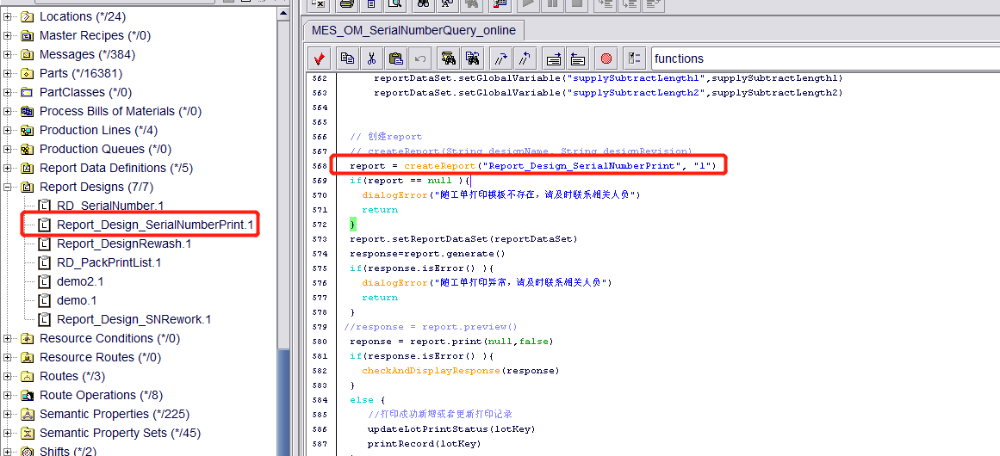 Locations (*/24)
Master Recipes (*/0)
Messages (*/384)
Parts (*/16381)
PartClasses (*/0)
Process Bills of Materials (*/0)
Production Lines (*/4)
Production Queues (*/0)
Report Data Definitions (*/5)
Report Designs (7/7)
RD_SerialNumber.1
Report_Design_SerialNumberPrint.1
Report_DesignRewash.1
RD_PackPrintList.1
demo2.1
demo.1
Report_Design_SNRework.1
Resource Conditions (*/0)
Resource Routes (*/0)
Routes (*/3)
Route Operations (*/8)
Semantic Properties (*/225)
Semantic Property Sets (*/45)
Shifts (*/2)
MES_OM_SerialNumberQuery_online
functions
562 reportDataSet.setGlobalVariable("supplySubtractLength1",supplySubtractLength1)
563 reportDataSet.setGlobalVariable("supplySubtractLength2",supplySubtractLength2)
564
565
566 // 创建report
567 // createReport(String designName, String designRevision)
568 report = createReport("Report_Design_SerialNumberPrint", "1")
569 if(report == null ){
570 dialogError("随工单打印模板不存在，请及时联系相关人员")
571 return
572 }
573 report.setReportDataSet(reportDataSet)
574 response=report.generate()
575 if(response.isError() ){
576 dialogError("随工单打印异常，请及时联系相关人员")
577 return
578 }
579 //response = report.preview()
580 reponse = report.print(null,false)
581 if(response.isError() ){
582 checkAndDisplayResponse(response)
583 }
584 else {
585 //打印成功新增或者更新打印记录
586 updateLotPrintStatus(lotKey)
587 printRecord(lotKey)